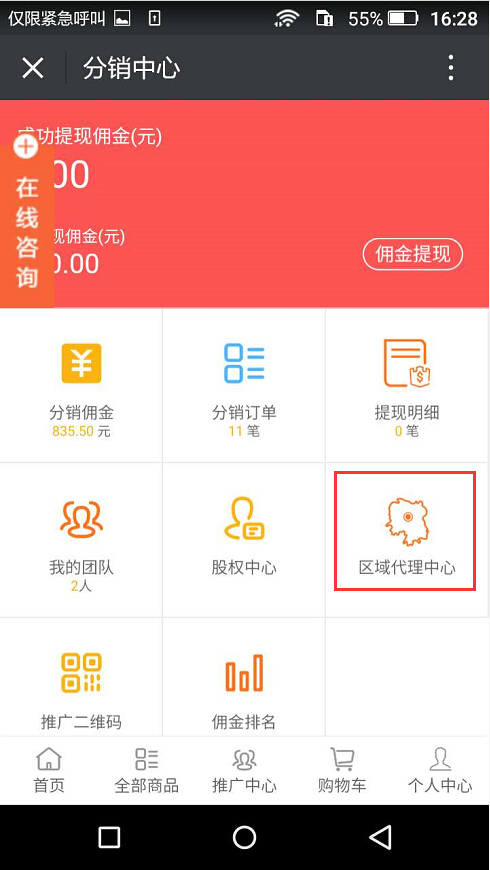 仅限紧急呼叫
55%
16:28
分销中心
成功提现佣金(元)
00
在线咨询
现佣金(元)
0.00
佣金提现
分销佣金
835.50 元
分销订单
11 笔
提现明细
0 笔
我的团队
2人
股权中心
区域代理中心
推广二维码
佣金排名
首页
全部商品
推广中心
购物车
个人中心